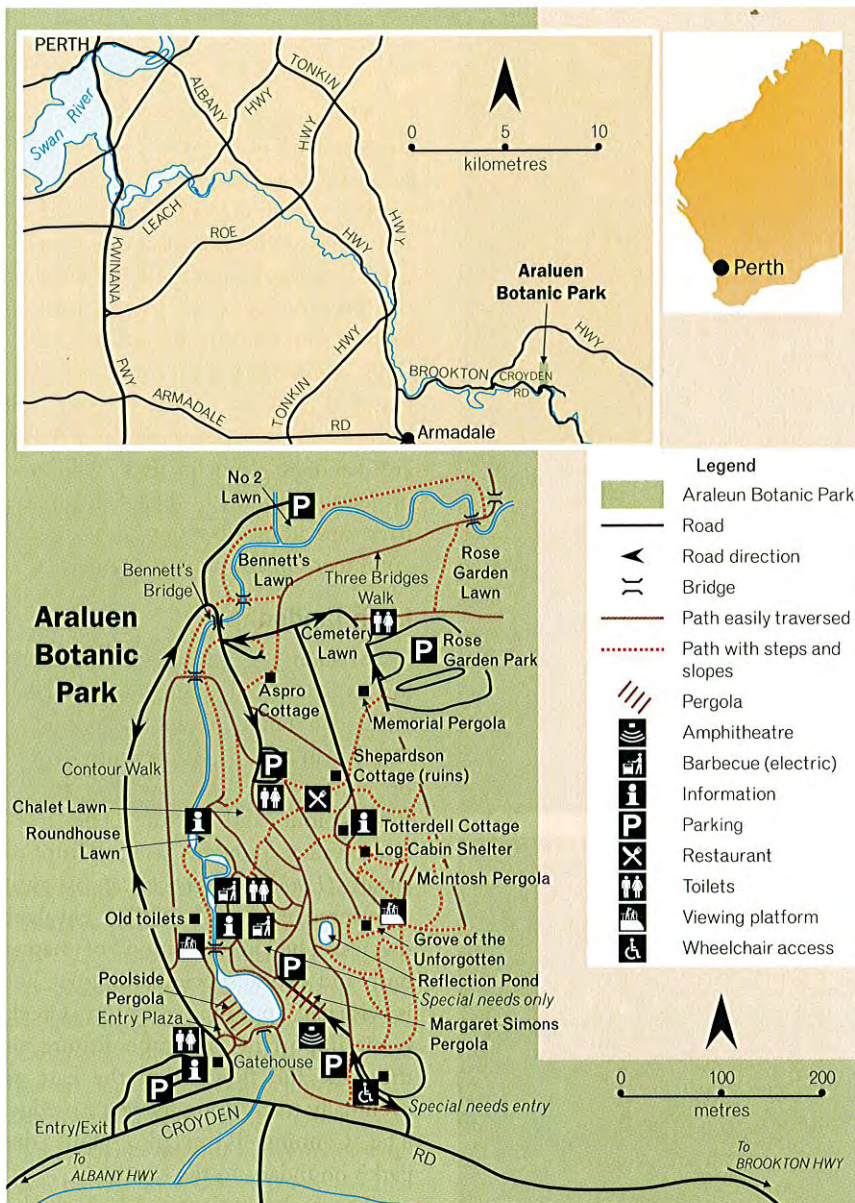 PERTH
Swan River
ALBANY
HWY
TONKIN
HWY
LEACH
HWY
ROE
HWY
KWINANA
FWY
ARMADALE
RD
TONKIN
HWY
HWY
0 5 10
kilometres
Araluen
Botanic Park
BROOKTON
HWY
CROYDEN
RD
Armadale
Perth
Legend
Araleun Botanic Park
Road
Road direction
Bridge
Path easily traversed
Path with steps and
slopes
Pergola
Amphitheatre
Barbecue (electric)
i Information
P Parking
Restaurant
Toilets
Viewing platform
Wheelchair access
0 100 200
metres
No 2
Lawn
P
Bennett's
Bridge
Bennett's
Lawn
Three Bridges
Walk
Rose
Garden
Lawn
Araluen
Botanic
Park
Cemetery
Lawn
P
Rose
Garden Park
Aspro
Cottage
Memorial Pergola
Contour Walk
P
Shepardson
Cottage (ruins)
Chalet Lawn
i
Roundhouse
Lawn
i
Totterdell Cottage
Log Cabin Shelter
McIntosh Pergola
Old toilets
i
Grove of the
Unforgotten
Reflection Pond
Special needs only
P
Poolside
Pergola
Entry Plaza
Margaret Simons
Pergola
i
Gatehouse
P
P
Special needs entry
Entry/Exit
CROYDEN
RD
To
ALBANY HWY
To
BROOKTON HWY